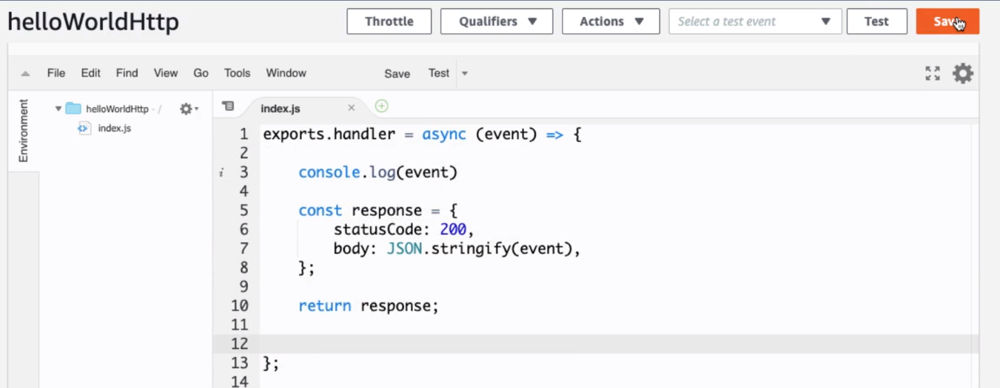 helloWorldHttp Throttle Qualifiers ▼ Actions ▼ Select a test event ▼ Test Save
File Edit Find View Go Tools Window Save Test
Environment
helloWorldHttp - /
index.js
index.js
1 exports.handler = async (event) => {
2
3     console.log(event)
4
5     const response = {
6         statusCode: 200,
7         body: JSON.stringify(event),
8     };
9
10     return response;
11
12
13 };
14